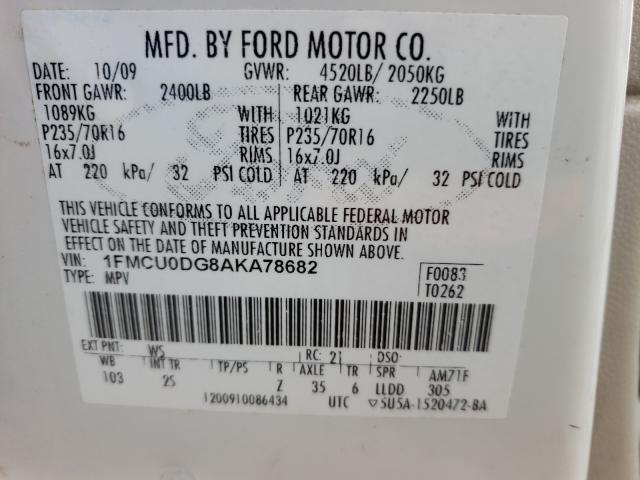 MFD. BY FORD MOTOR CO.
DATE: 10/09 GVWR: 4520LB/ 2050KG
FRONT GAWR: 2400LB REAR GAWR: 2250LB
1089KG WITH 1021KG WITH
P235/70R16 TIRES P235/70R16 TIRES
16x7.0J RIMS 16x7.0J RIMS
AT 220 kPa/ 32 PSI COLD AT 220 kPa/ 32 PSI COLD
THIS VEHICLE CONFORMS TO ALL APPLICABLE FEDERAL MOTOR
VEHICLE SAFETY AND THEFT PREVENTION STANDARDS IN
EFFECT ON THE DATE OF MANUFACTURE SHOWN ABOVE.
VIN: 1FMCU0DG8AKA78682 F0083
TYPE: MPV T0262
EXT PNT: WS RC: 21 DSO:
WB INT TR TP/PS R AXLE TR SPR AM71F
103 2S Z 35 6 LLDD 305
1200910086434 UTC ▽5U5A-1520472-BA